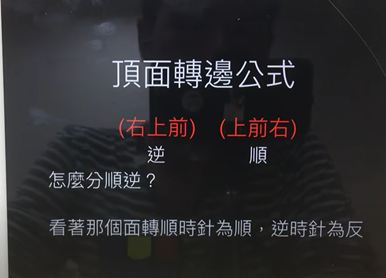 頂面轉邊公式
(右上前) (上前右)
逆 順
怎麼分順逆？
看著那個面轉順時針為順，逆時針為反